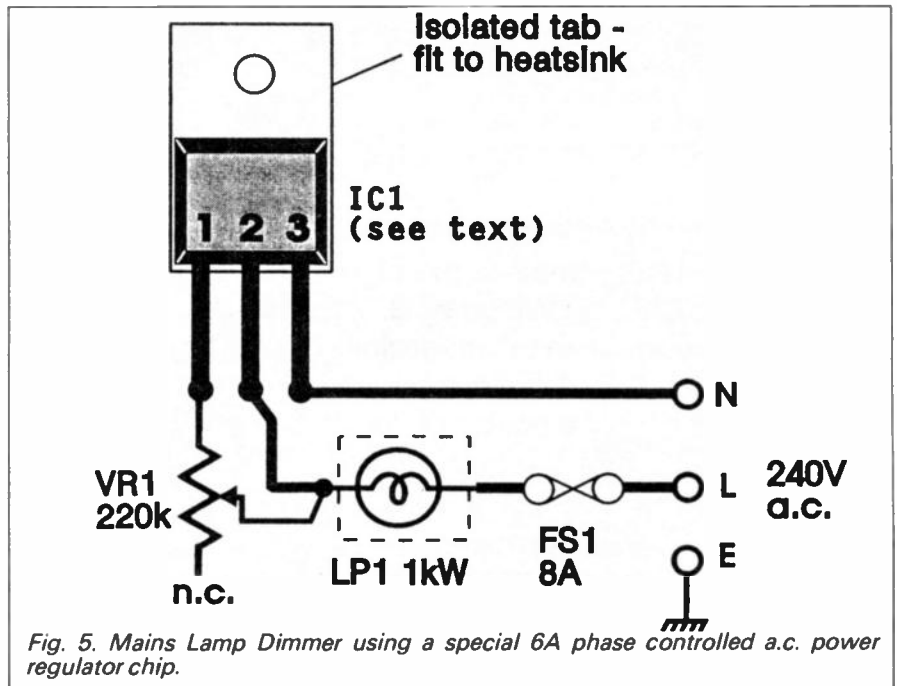 Isolated tab -
fit to heatsink
IC1
(see text)
1 2 3
N
VR1
220k
L
240V
a.c.
FS1
8A
E
LP1 1kW
n.c.
Fig. 5. Mains Lamp Dimmer using a special 6A phase controlled a.c. power
regulator chip.